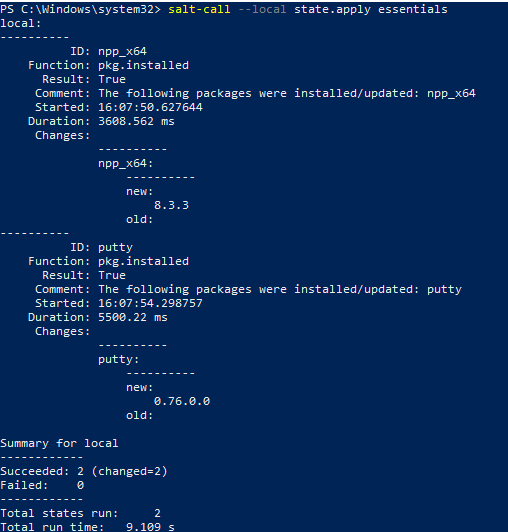 PS C:\Windows\system32> salt-call --local state.apply essentials
local:
----------
          ID: npp_x64
    Function: pkg.installed
      Result: True
     Comment: The following packages were installed/updated: npp_x64
     Started: 16:07:50.627644
    Duration: 3608.562 ms
     Changes:
              ----------
              npp_x64:
                  ----------
                  new:
                      8.3.3
                  old:
----------
          ID: putty
    Function: pkg.installed
      Result: True
     Comment: The following packages were installed/updated: putty
     Started: 16:07:54.298757
    Duration: 5500.22 ms
     Changes:
              ----------
              putty:
                  ----------
                  new:
                      0.76.0.0
                  old:

Summary for local
------------
Succeeded: 2 (changed=2)
Failed:    0
------------
Total states run:     2
Total run time:   9.109 s